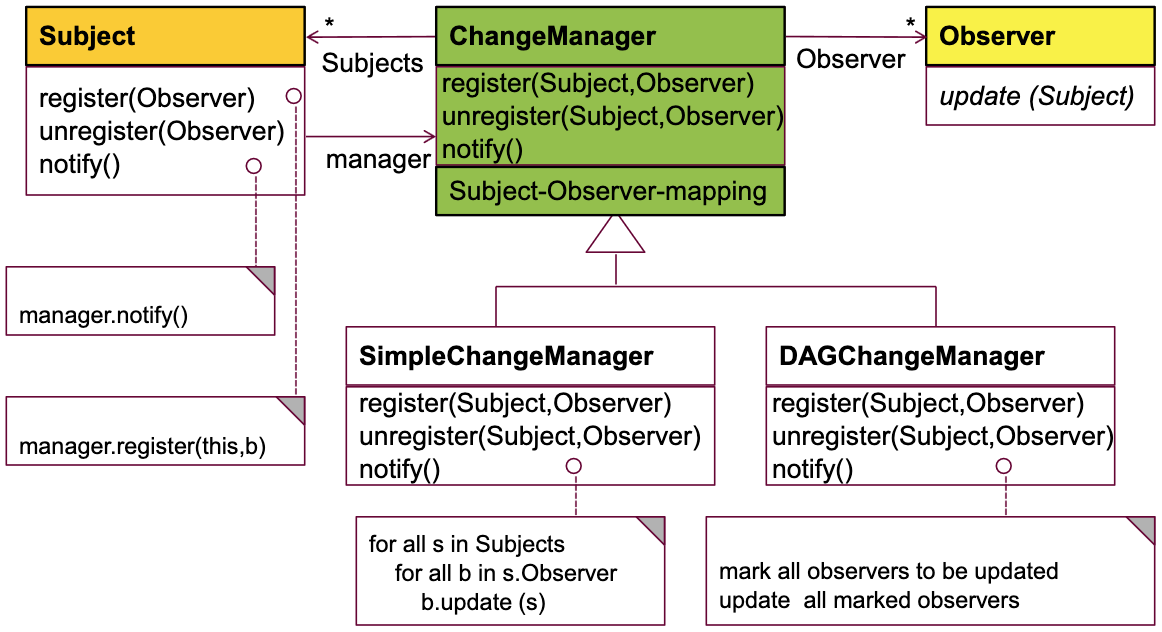 Subject
*
Subjects
ChangeManager
*
Observer
Observer
register(Observer)
unregister(Observer)
notify()
manager
register(Subject,Observer)
unregister(Subject,Observer)
notify()
Subject-Observer-mapping
update (Subject)
manager.notify()
manager.register(this,b)
SimpleChangeManager
register(Subject,Observer)
unregister(Subject,Observer)
notify()
DAGChangeManager
register(Subject,Observer)
unregister(Subject,Observer)
notify()
for all s in Subjects
for all b in s.Observer
b.update (s)
mark all observers to be updated
update all marked observers